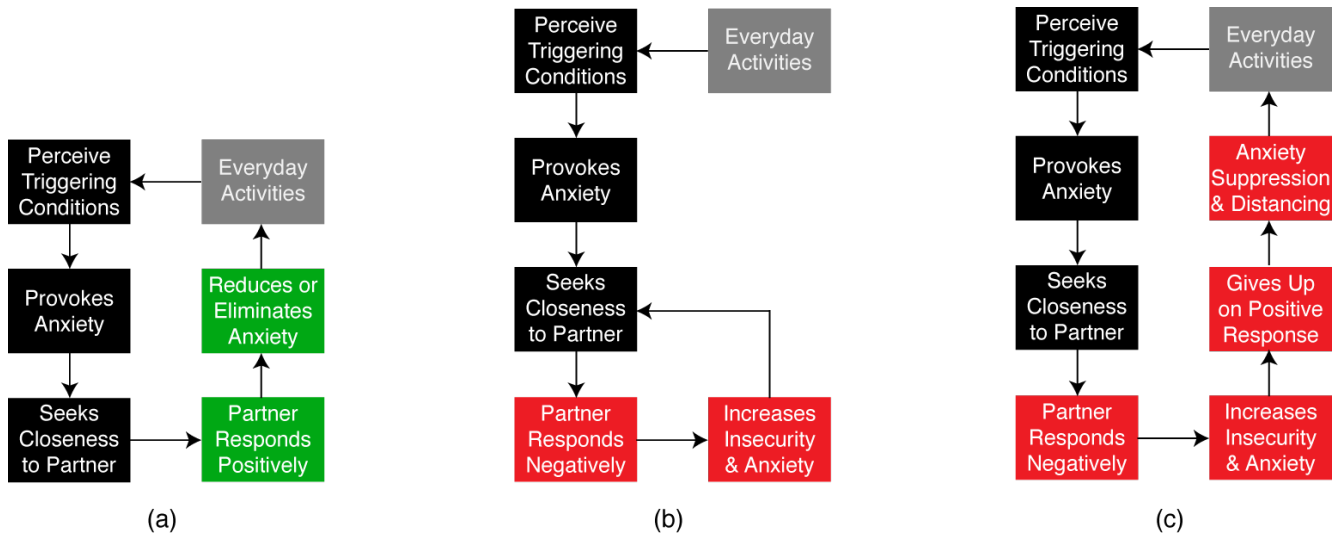 Perceive
Triggering
Conditions
Everyday
Activities
Provokes
Anxiety
Reduces or
Eliminates
Anxiety
Seeks
Closeness
to Partner
Partner
Responds
Positively
(a)
Perceive
Triggering
Conditions
Everyday
Activities
Provokes
Anxiety
Seeks
Closeness
to Partner
Partner
Responds
Negatively
Increases
Insecurity
& Anxiety
(b)
Perceive
Triggering
Conditions
Everyday
Activities
Provokes
Anxiety
Anxiety
Suppression
& Distancing
Seeks
Closeness
to Partner
Gives Up
on Positive
Response
Partner
Responds
Negatively
Increases
Insecurity
& Anxiety
(c)